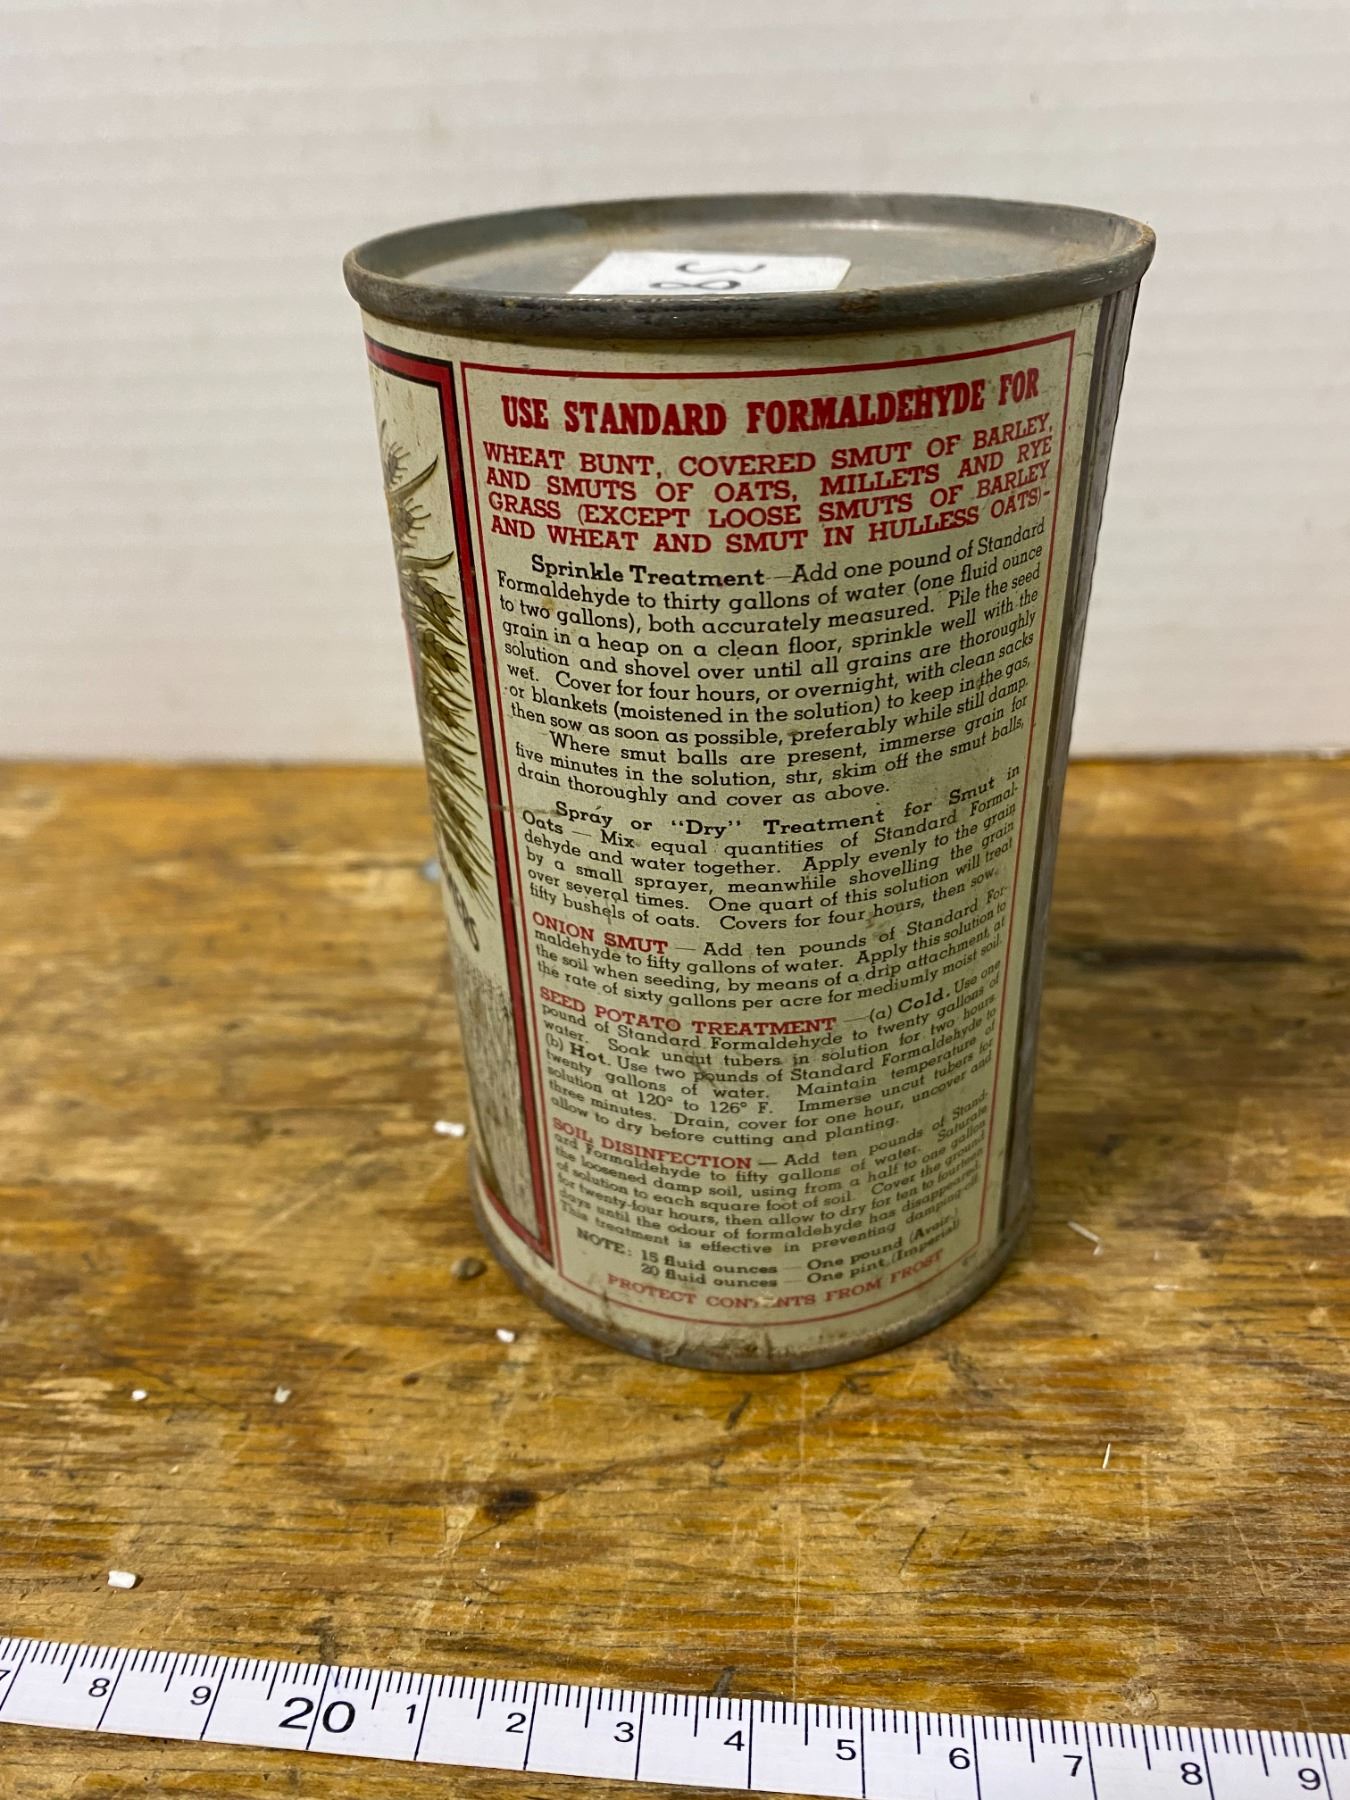 38
USE STANDARD FORMALDEHYDE FOR
WHEAT BUNT, COVERED SMUT OF BARLEY,
AND SMUTS OF OATS, MILLETS AND RYE
GRASS (EXCEPT LOOSE SMUTS OF BARLEY
AND WHEAT AND SMUT IN HULLESS OATS)-
Sprinkle Treatment—Add one pound of Standard
Formaldehyde to thirty gallons of water (one fluid ounce
to two gallons), both accurately measured. Pile the seed
grain in a heap on a clean floor, sprinkle well with the
solution and shovel over until all grains are thoroughly
wet. Cover for four hours, or overnight, with clean sacks
or blankets (moistened in the solution) to keep in the gas,
then sow as soon as possible, preferably while still damp.
Where smut balls are present, immerse grain for
five minutes in the solution, stir, skim off the smut balls,
drain thoroughly and cover as above.
Spray or "Dry" Treatment for Smut in
Oats — Mix equal quantities of Standard Formal-
dehyde and water together. Apply evenly to the grain
by a small sprayer, meanwhile shovelling the grain
over several times. One quart of this solution will treat
fifty bushels of oats. Covers for four hours, then sow.
ONION SMUT — Add ten pounds of Standard For-
maldehyde to fifty gallons of water. Apply this solution to
the soil when seeding, by means of a drip attachment, at
the rate of sixty gallons per acre for mediumly moist soil.
SEED POTATO TREATMENT — (a) Cold. Use one
pound of Standard Formaldehyde to twenty gallons of
water. Soak uncut tubers in solution for two hours.
(b) Hot. Use two pounds of Standard Formaldehyde to
twenty gallons of water. Maintain temperature of
solution at 120° to 126° F. Immerse uncut tubers for
three minutes. Drain, cover for one hour, uncover and
allow to dry before cutting and planting.
SOIL DISINFECTION — Add ten pounds of Stand-
ard Formaldehyde to fifty gallons of water. Saturate
the loosened damp soil, using from a half to one gallon
of solution to each square foot of soil. Cover the ground
for twenty-four hours, then allow to dry for ten to fourteen
days until the odour of formaldehyde has disappeared.
This treatment is effective in preventing damping-off.
NOTE: 15 fluid ounces — One pound (Avoir.)
20 fluid ounces — One pint (Imperial)
PROTECT CONTENTS FROM FROST
7 8 9 20 1 2 3 4 5 6 7 8 9